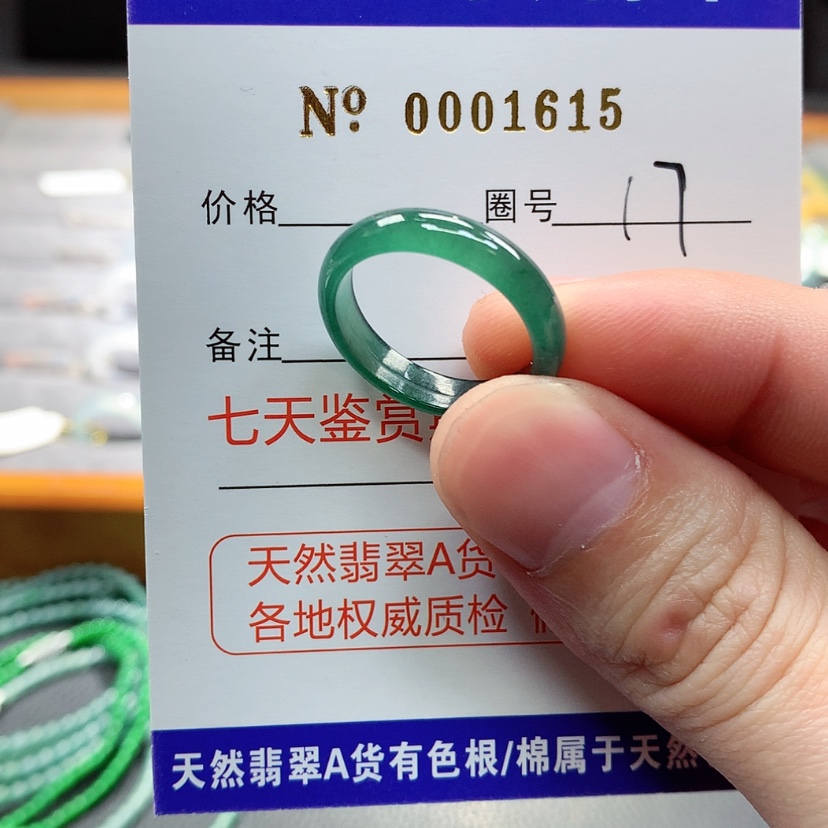 Nº 0001615
价格 圈号 17
备注
七天鉴赏
天然翡翠A货
各地权威质检
天然翡翠A货有色根/棉属于天然